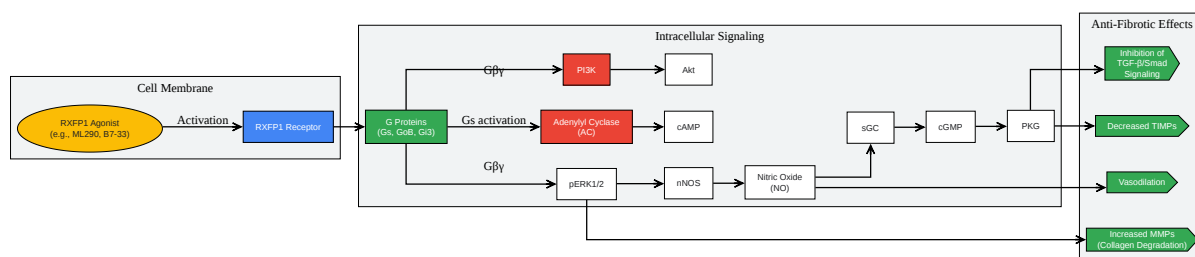 Anti-Fibrotic Effects
Intracellular Signaling
Inhibition of
TGF-β/Smad
Signaling
Gβγ
PI3K
Akt
Cell Membrane
RXFP1 Agonist
(e.g., ML290, B7-33)
Activation
RXFP1 Receptor
G Proteins
(Gs, GoB, Gi3)
Gs activation
Adenylyl Cyclase
(AC)
cAMP
sGC
cGMP
PKG
Decreased TIMPs
Gβγ
pERK1/2
nNOS
Nitric Oxide
(NO)
Vasodilation
Increased MMPs
(Collagen Degradation)